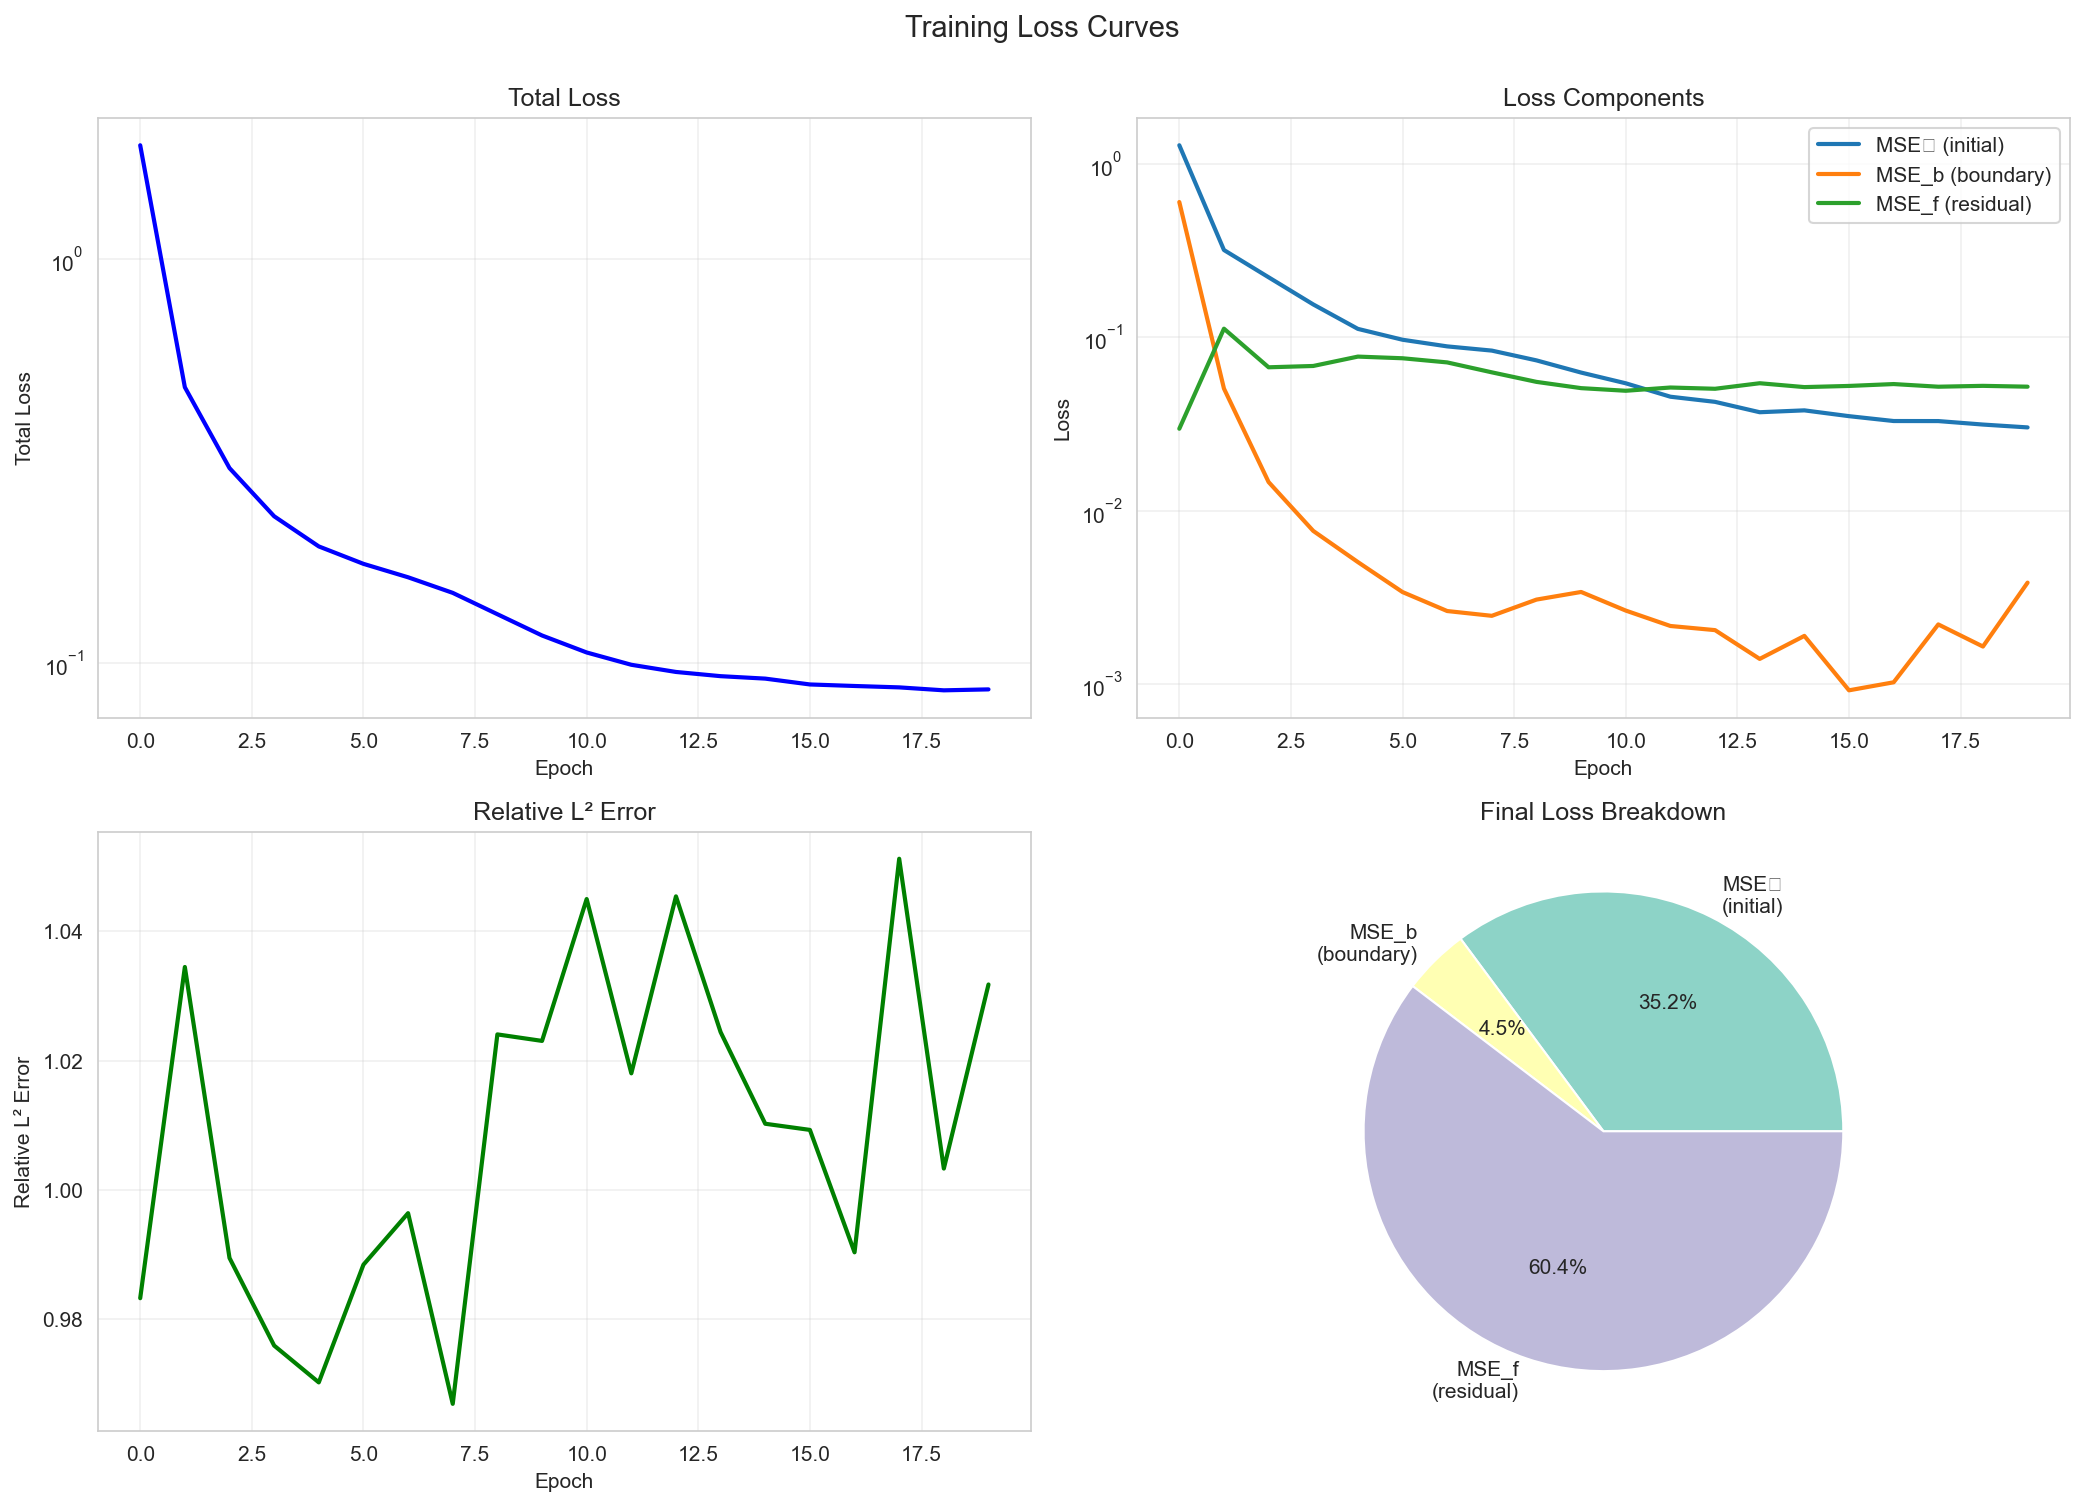 Training Loss Curves
Total Loss
Total Loss
10⁰
10⁻¹
0.0 2.5 5.0 7.5 10.0 12.5 15.0 17.5
Epoch
Loss Components
Loss
10⁰
10⁻¹
10⁻²
10⁻³
MSE□ (initial)
MSE_b (boundary)
MSE_f (residual)
0.0 2.5 5.0 7.5 10.0 12.5 15.0 17.5
Epoch
Relative L² Error
Relative L² Error
1.04
1.02
1.00
0.98
0.0 2.5 5.0 7.5 10.0 12.5 15.0 17.5
Epoch
Final Loss Breakdown
MSE□
(initial)
MSE_b
(boundary)
35.2%
4.5%
60.4%
MSE_f
(residual)